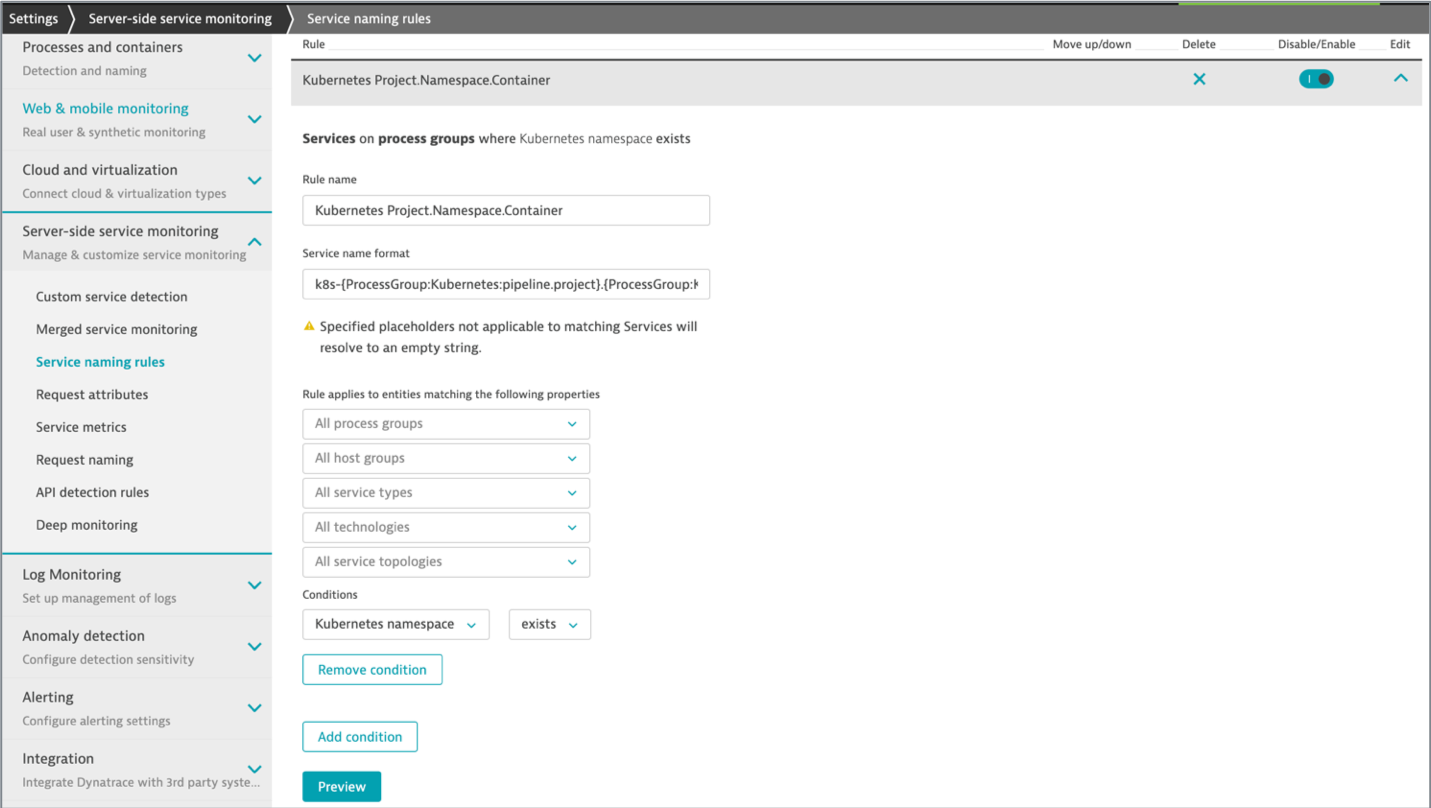 Settings Server-side service monitoring Service naming rules
Processes and containers
Detection and naming
Web & mobile monitoring
Real user & synthetic monitoring
Cloud and virtualization
Connect cloud & virtualization types
Server-side service monitoring
Manage & customize service monitoring
Custom service detection
Merged service monitoring
Service naming rules
Request attributes
Service metrics
Request naming
API detection rules
Deep monitoring
Log Monitoring
Set up management of logs
Anomaly detection
Configure detection sensitivity
Alerting
Configure alerting settings
Integration
Integrate Dynatrace with 3rd party syste...
Rule Move up/down Delete Disable/Enable Edit
Kubernetes Project.Namespace.Container
Services on process groups where Kubernetes namespace exists
Rule name
Kubernetes Project.Namespace.Container
Service name format
k8s-{ProcessGroup:Kubernetes:pipeline.project}.{ProcessGroup:K
Specified placeholders not applicable to matching Services will
resolve to an empty string.
Rule applies to entities matching the following properties
All process groups
All host groups
All service types
All technologies
All service topologies
Conditions
Kubernetes namespace exists
Remove condition
Add condition
Preview